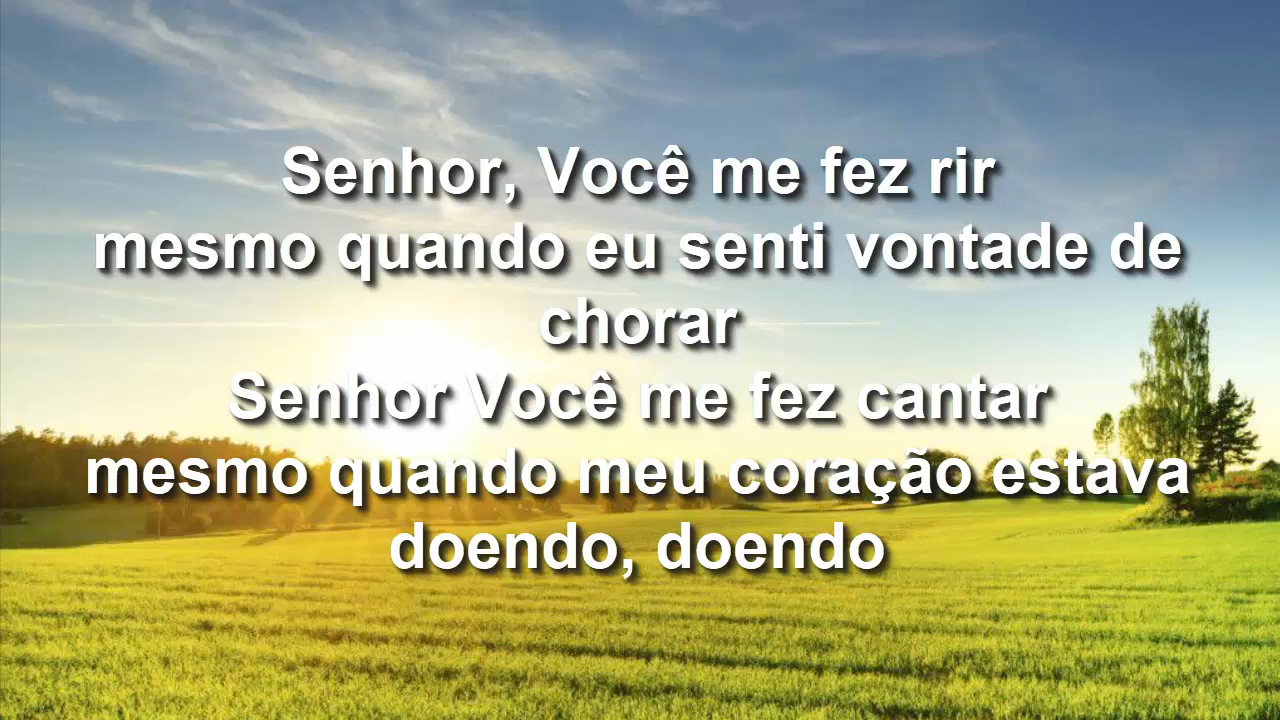 Senhor, Você me fez rir
mesmo quando eu senti vontade de
chorar
Senhor Você me fez cantar
mesmo quando meu coração estava
doendo, doendo